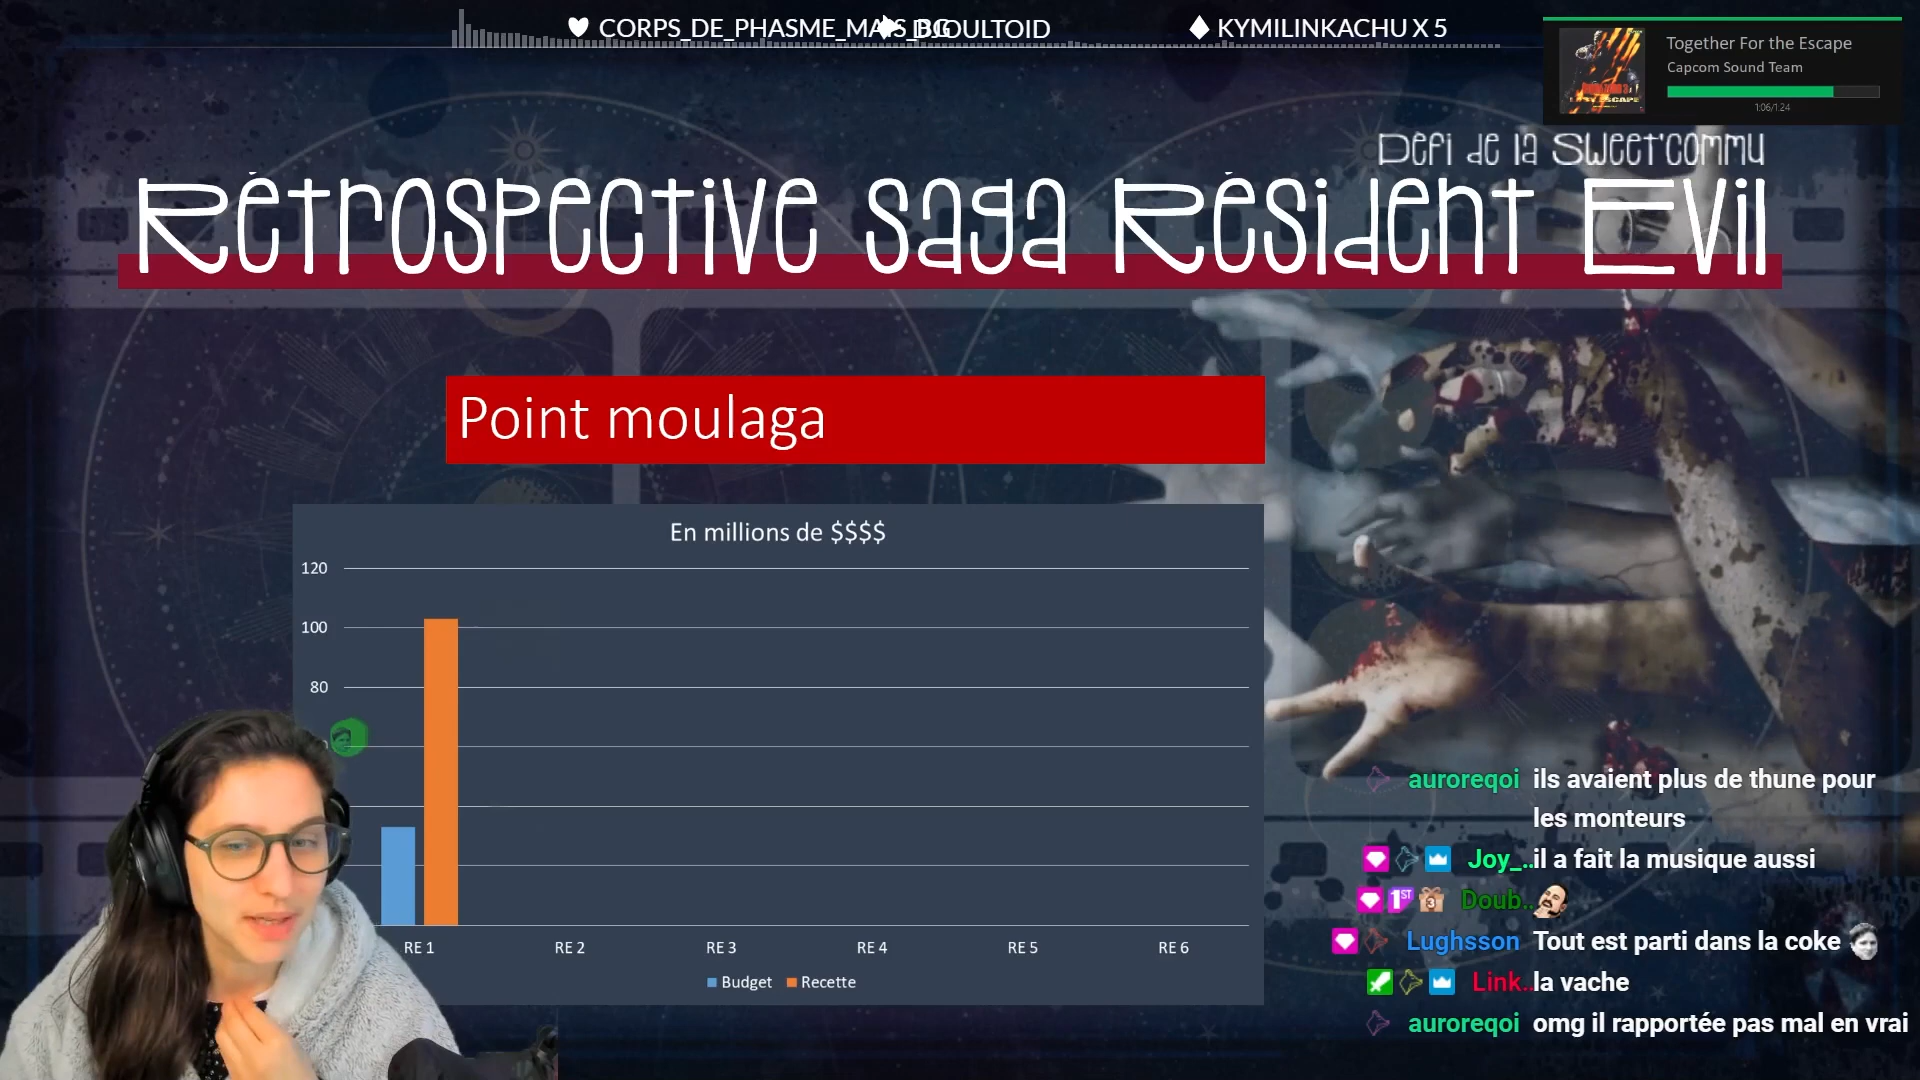 CORPS_DE_PHASME_MAIS_BG
DJOULTOID
KYMILINKACHU X 5
Together For the Escape
Capcom Sound Team
1:06/1:24
Défi de la Sweet'commu
Rétrospective saga Résident Evil
Point moulaga
En millions de $$$$
120
100
80
RE 1
RE 2
RE 3
RE 4
RE 5
RE 6
Budget
Recette
auroreqoi ils avaient plus de thune pour
les monteurs
Joy_.. il a fait la musique aussi
1ST
3
Doub..
Lughsson Tout est parti dans la coke
Link.. la vache
auroreqoi omg il rapportée pas mal en vrai